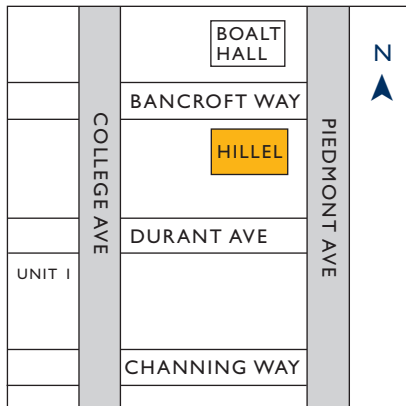 BOALT
HALL
N
BANCROFT WAY
COLLEGE AVE
HILLEL
PIEDMONT AVE
DURANT AVE
UNIT 1
CHANNING WAY